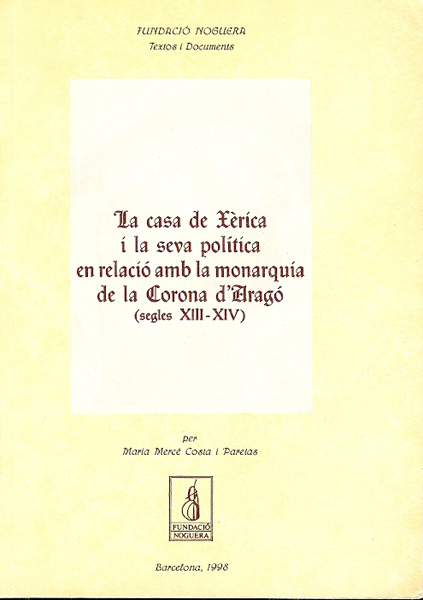 FUNDACIÓ NOGUERA
Textos i Documents
La casa de Xèrica
i la seva política
en relació amb la monarquia
de la Corona d'Aragó
(segles XIII-XIV)
per
Maria Mercè Costa i Paretas
FUNDACIÓ
NOGUERA
Barcelona, 1998